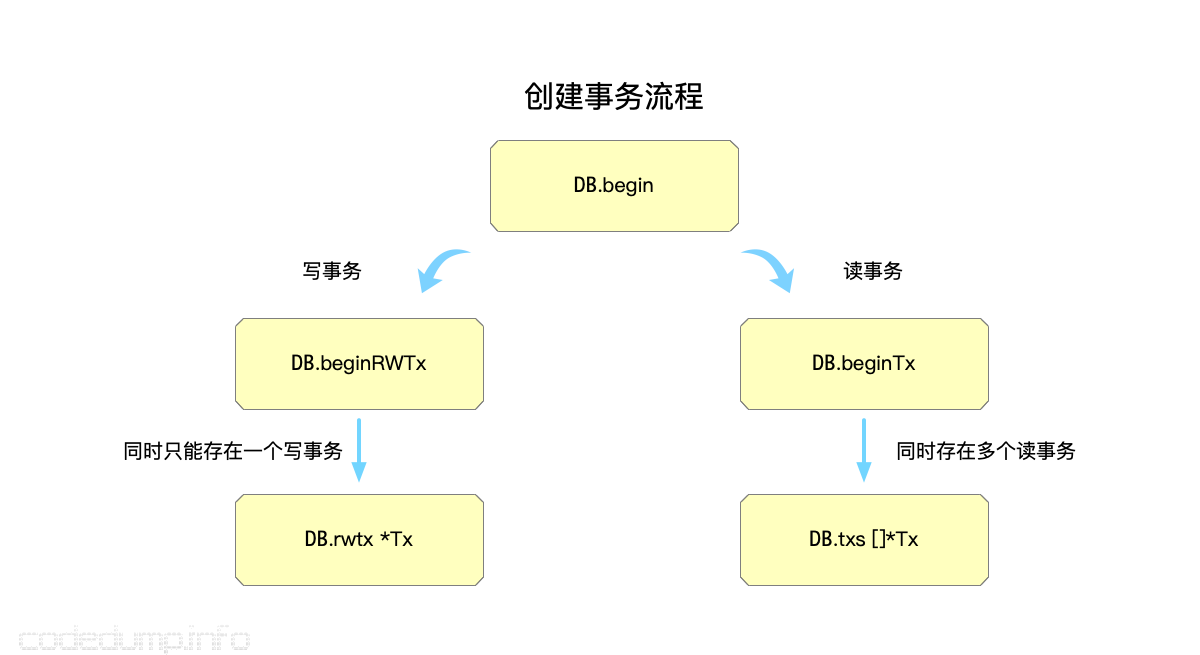 创建事务流程
DB.begin
写事务
读事务
DB.beginRWTx
DB.beginTx
同时只能存在一个写事务
同时存在多个读事务
DB.rwtx *Tx
DB.txs []*Tx
codedump.info